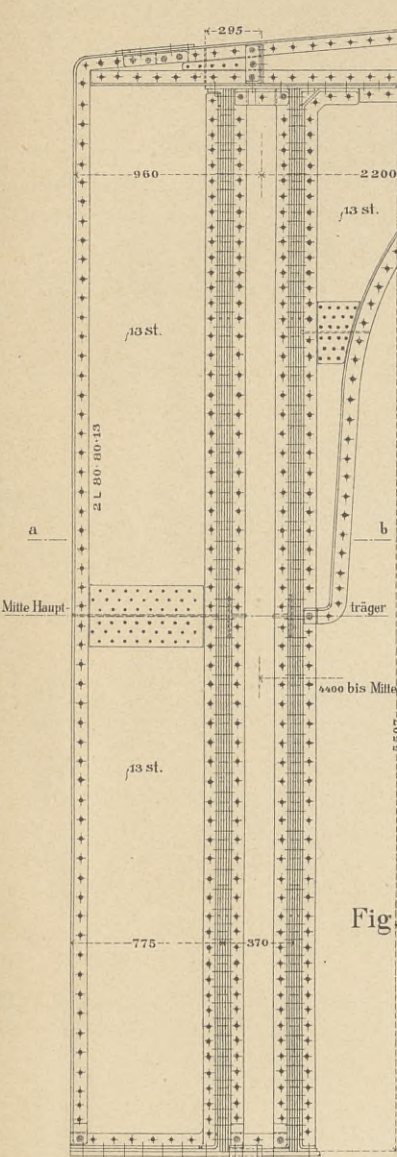 295
960
2200
13 st.
13 st.
2 L 80·80·13
a
b
Mitte Haupt-
träger
4400 bis Mitte
13 st.
Fig.
775
370